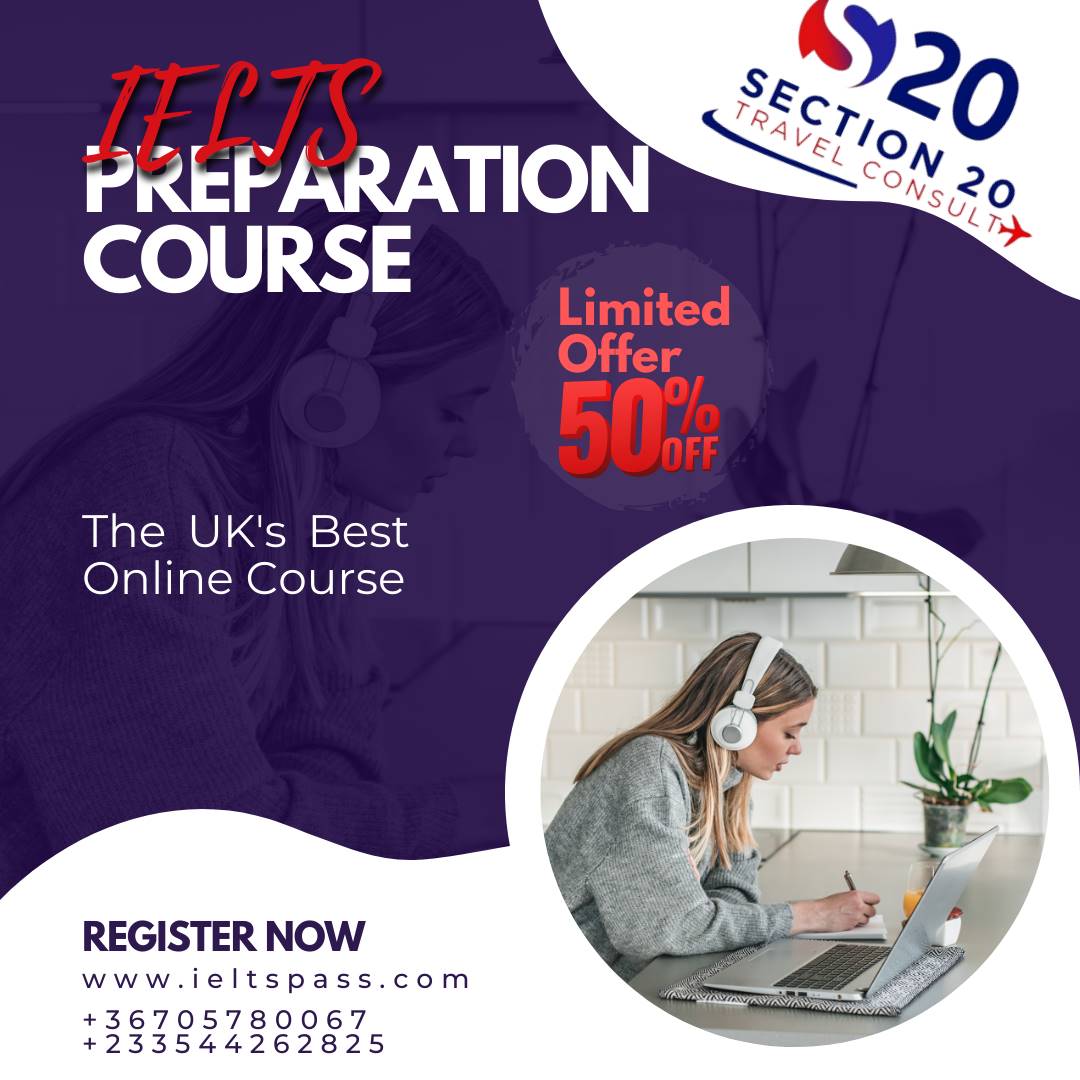 IELTS
PREPARATION
COURSE
S20
SECTION 20
TRAVEL CONSULT
Limited
Offer
50%
OFF
The UK's Best
Online Course
REGISTER NOW
www.ieltspass.com
+36705780067
+233544262825